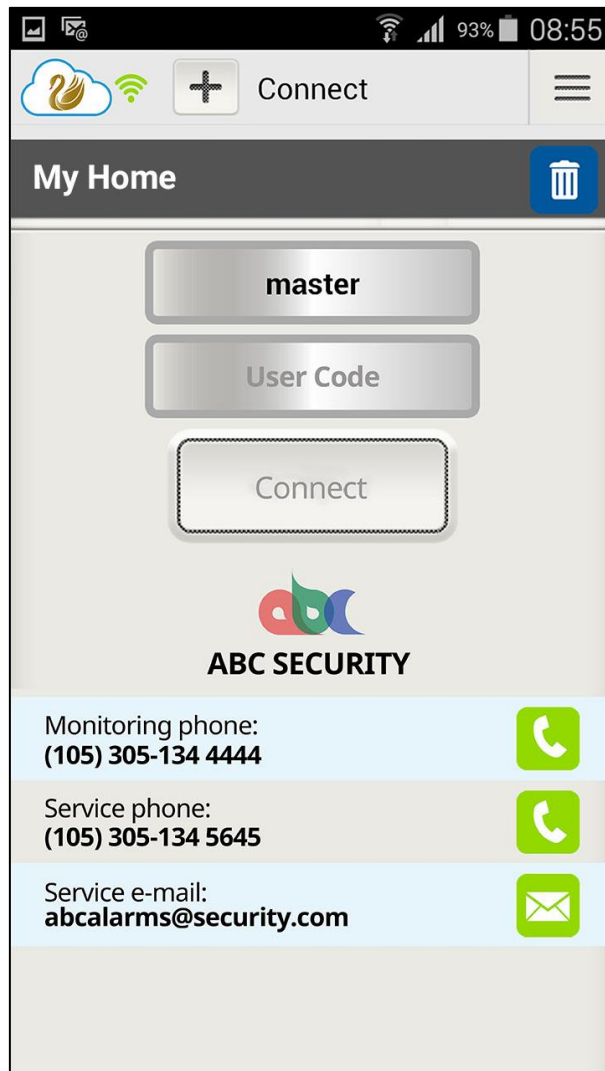 93% 08:55
Connect
My Home
master
User Code
Connect
abc
ABC SECURITY
Monitoring phone:
(105) 305-134 4444
Service phone:
(105) 305-134 5645
Service e-mail:
abcalarms@security.com